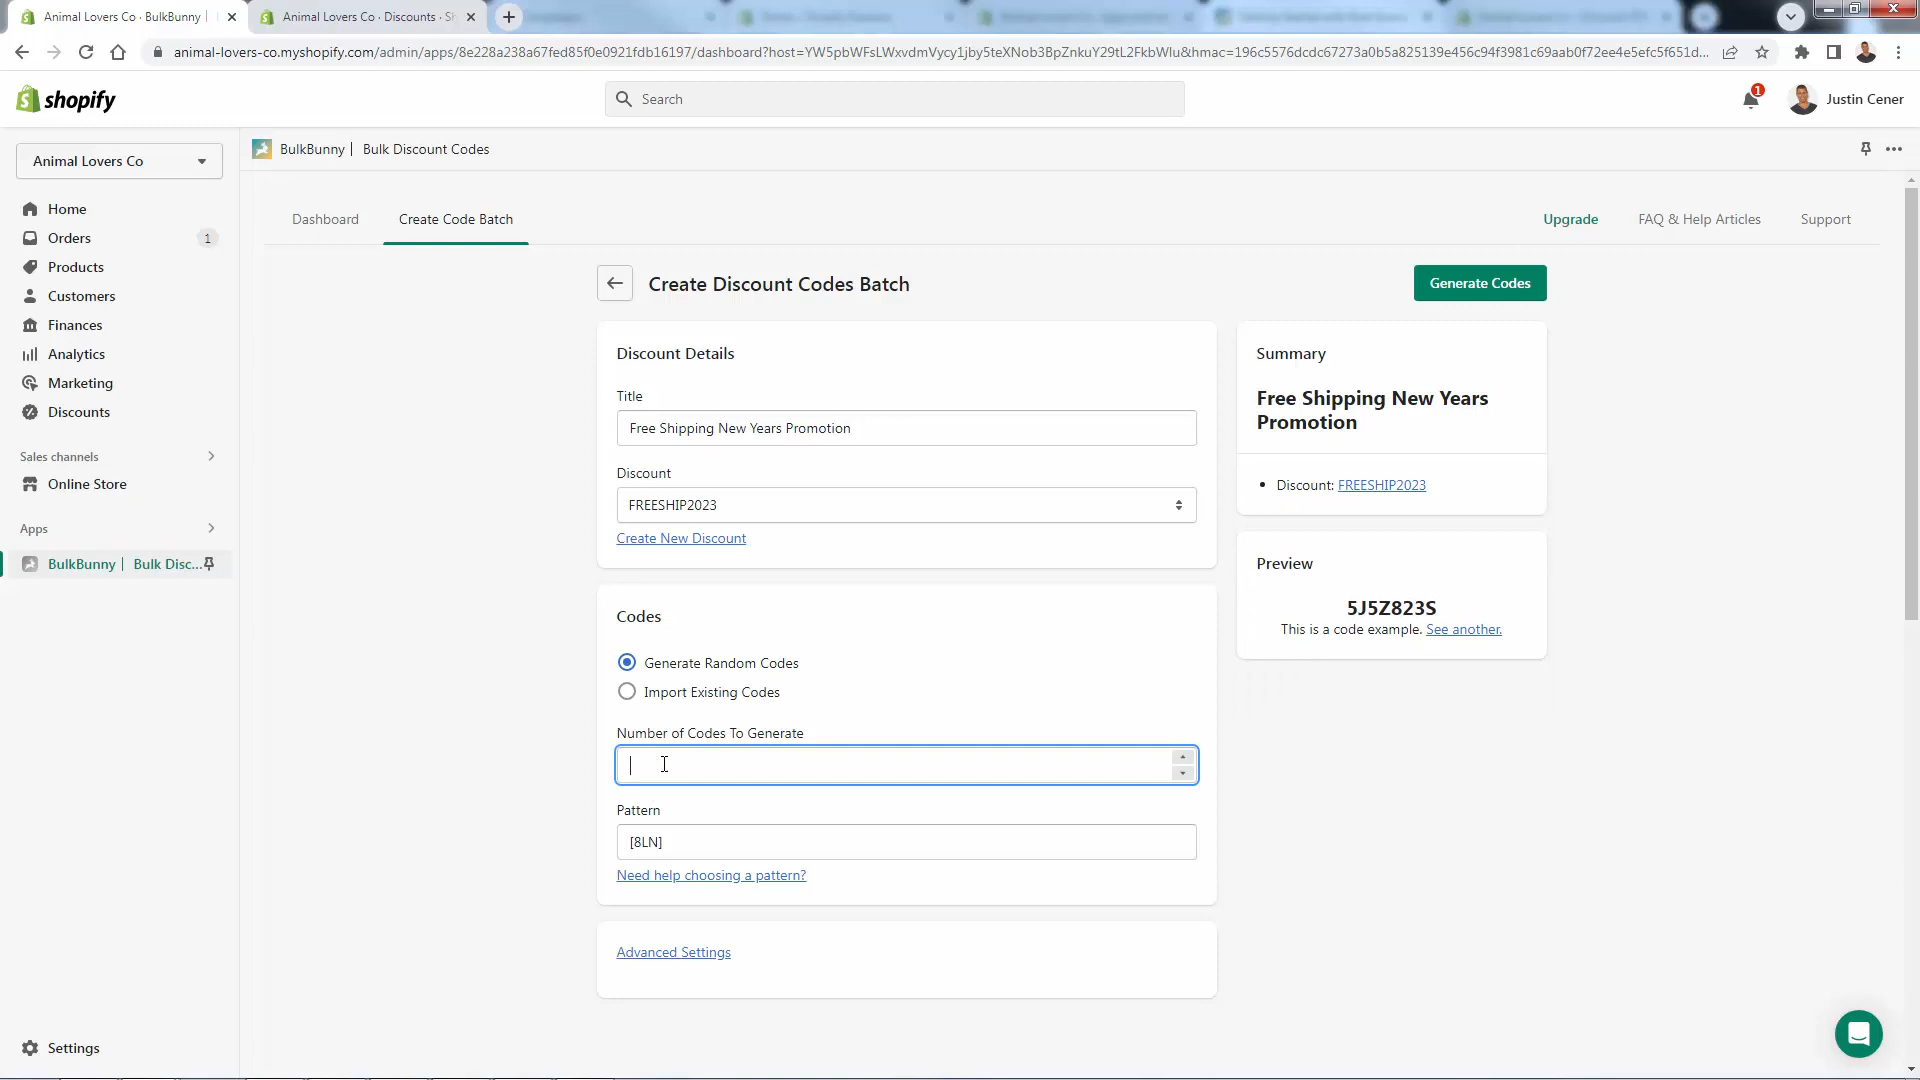 Animal Lovers Co · BulkBunny |
Animal Lovers Co · Discounts · Sh
animal-lovers-co.myshopify.com/admin/apps/8e228a238a67fed85f0e0921fdb16197/dashboard?host=YW5pbWFsLWxvdmVycy1jby5teXNob3BpZnkuY29tL2FkbWlu&hmac=196c5576dcdc67273a0b5a825139e456c94f3981c69aab0f72ee4e5efc5f651d...
shopify
Search
1
Justin Cener
Animal Lovers Co
BulkBunny | Bulk Discount Codes
Home
Orders 1
Products
Customers
Finances
Analytics
Marketing
Discounts
Sales channels
Online Store
Apps
BulkBunny | Bulk Disc...
Settings
Dashboard
Create Code Batch
Upgrade
FAQ & Help Articles
Support
Create Discount Codes Batch
Generate Codes
Discount Details
Title
Free Shipping New Years Promotion
Discount
FREESHIP2023
Create New Discount
Codes
Generate Random Codes
Import Existing Codes
Number of Codes To Generate
Pattern
[8LN]
Need help choosing a pattern?
Advanced Settings
Summary
Free Shipping New Years
Promotion
Discount: FREESHIP2023
Preview
5J5Z823S
This is a code example. See another.